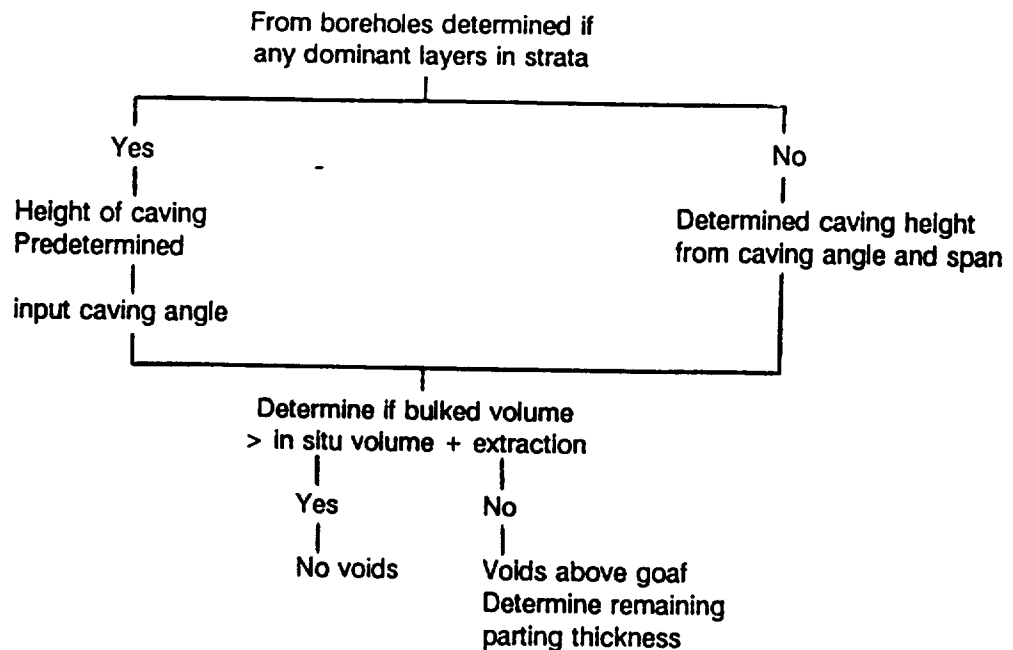 From boreholes determined if
any dominant layers in strata
Yes
No
Height of caving
Predetermined
Determined caving height
from caving angle and span
input caving angle
Determine if bulked volume
> in situ volume + extraction
Yes
No
No voids
Voids above goaf
Determine remaining
parting thickness